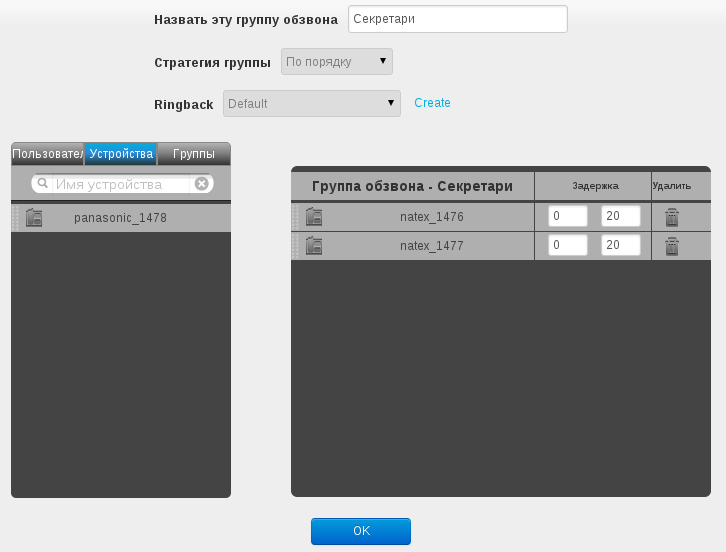 Назвать эту группу обзвона Секретари
Стратегия группы По порядку
Ringback Default Create
Пользовател Устройства Группы
Имя устройства
panasonic_1478
Группа обзвона - Секретари Задержка Удалить
natex_1476 0 20
natex_1477 0 20
OK